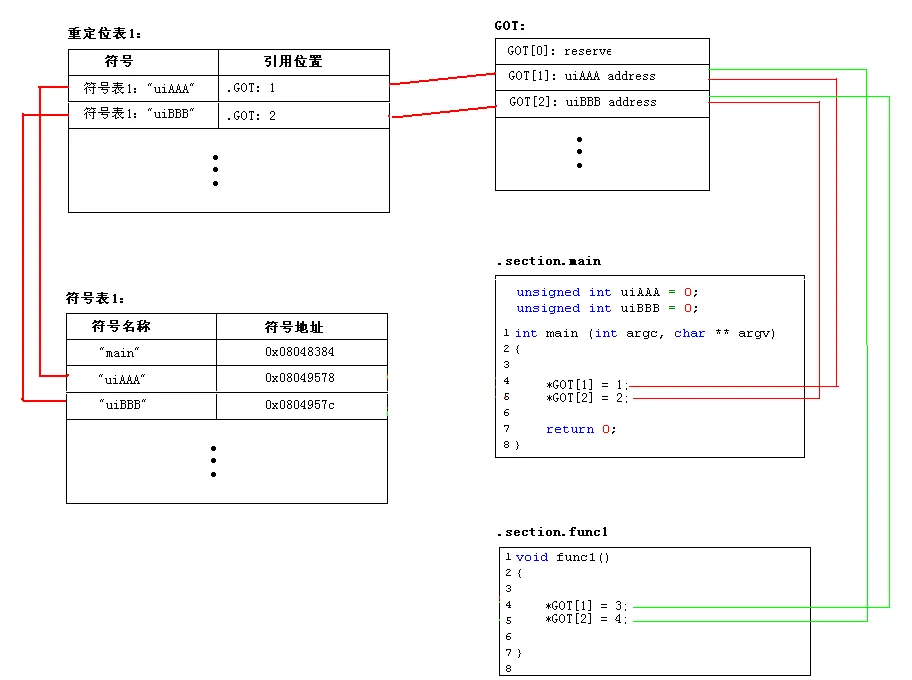 重定位表1:
符号 引用位置
符号表1: "uiAAA" .GOT: 1
符号表1: "uiBBB" .GOT: 2
符号表1:
符号名称 符号地址
"main" 0x08048384
"uiAAA" 0x08049578
"uiBBB" 0x0804957c
GOT:
GOT[0]: reserve
GOT[1]: uiAAA address
GOT[2]: uiBBB address
.section.main
unsigned int uiAAA = 0;
unsigned int uiBBB = 0;
1 int main (int argc, char ** argv)
2 {
3
4 *GOT[1] = 1;
5 *GOT[2] = 2;
6
7 return 0;
8 }
.section.func1
1 void func1()
2 {
3
4 *GOT[1] = 3;
5 *GOT[2] = 4;
6
7 }
8